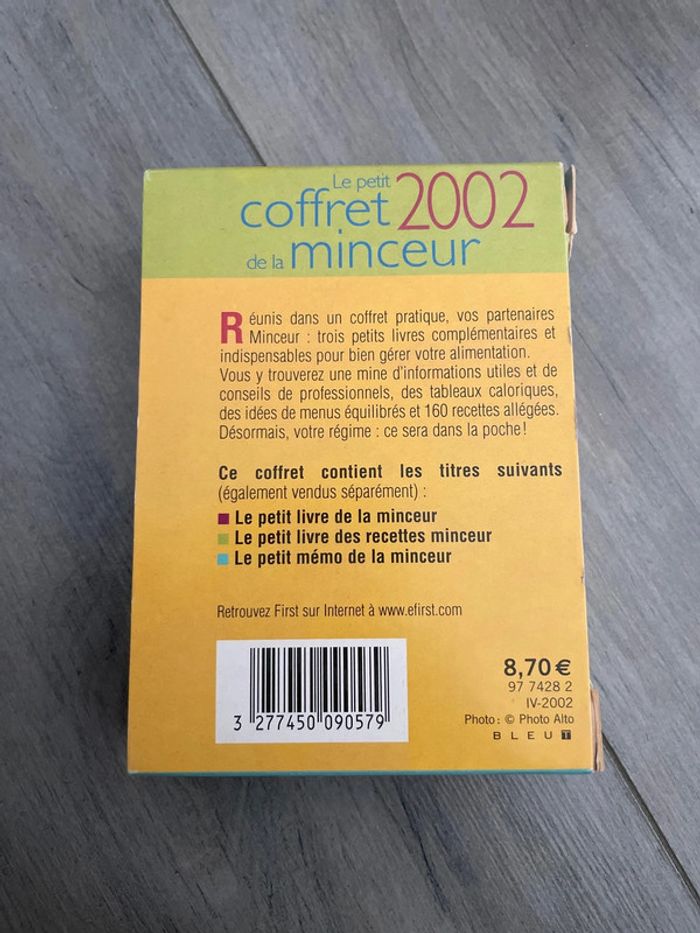 Le petit
coffret 2002
de la minceur
Réunis dans un coffret pratique, vos partenaires
Minceur : trois petits livres complémentaires et
indispensables pour bien gérer votre alimentation.
Vous y trouverez une mine d'informations utiles et de
conseils de professionnels, des tableaux caloriques,
des idées de menus équilibrés et 160 recettes allégées.
Désormais, votre régime : ce sera dans la poche !
Ce coffret contient les titres suivants
(également vendus séparément) :
Le petit livre de la minceur
Le petit livre des recettes minceur
Le petit mémo de la minceur
Retrouvez First sur Internet à www.efirst.com
3 277450 090579
8,70 €
97 7428 2
IV-2002
Photo : © Photo Alto
BLEU T